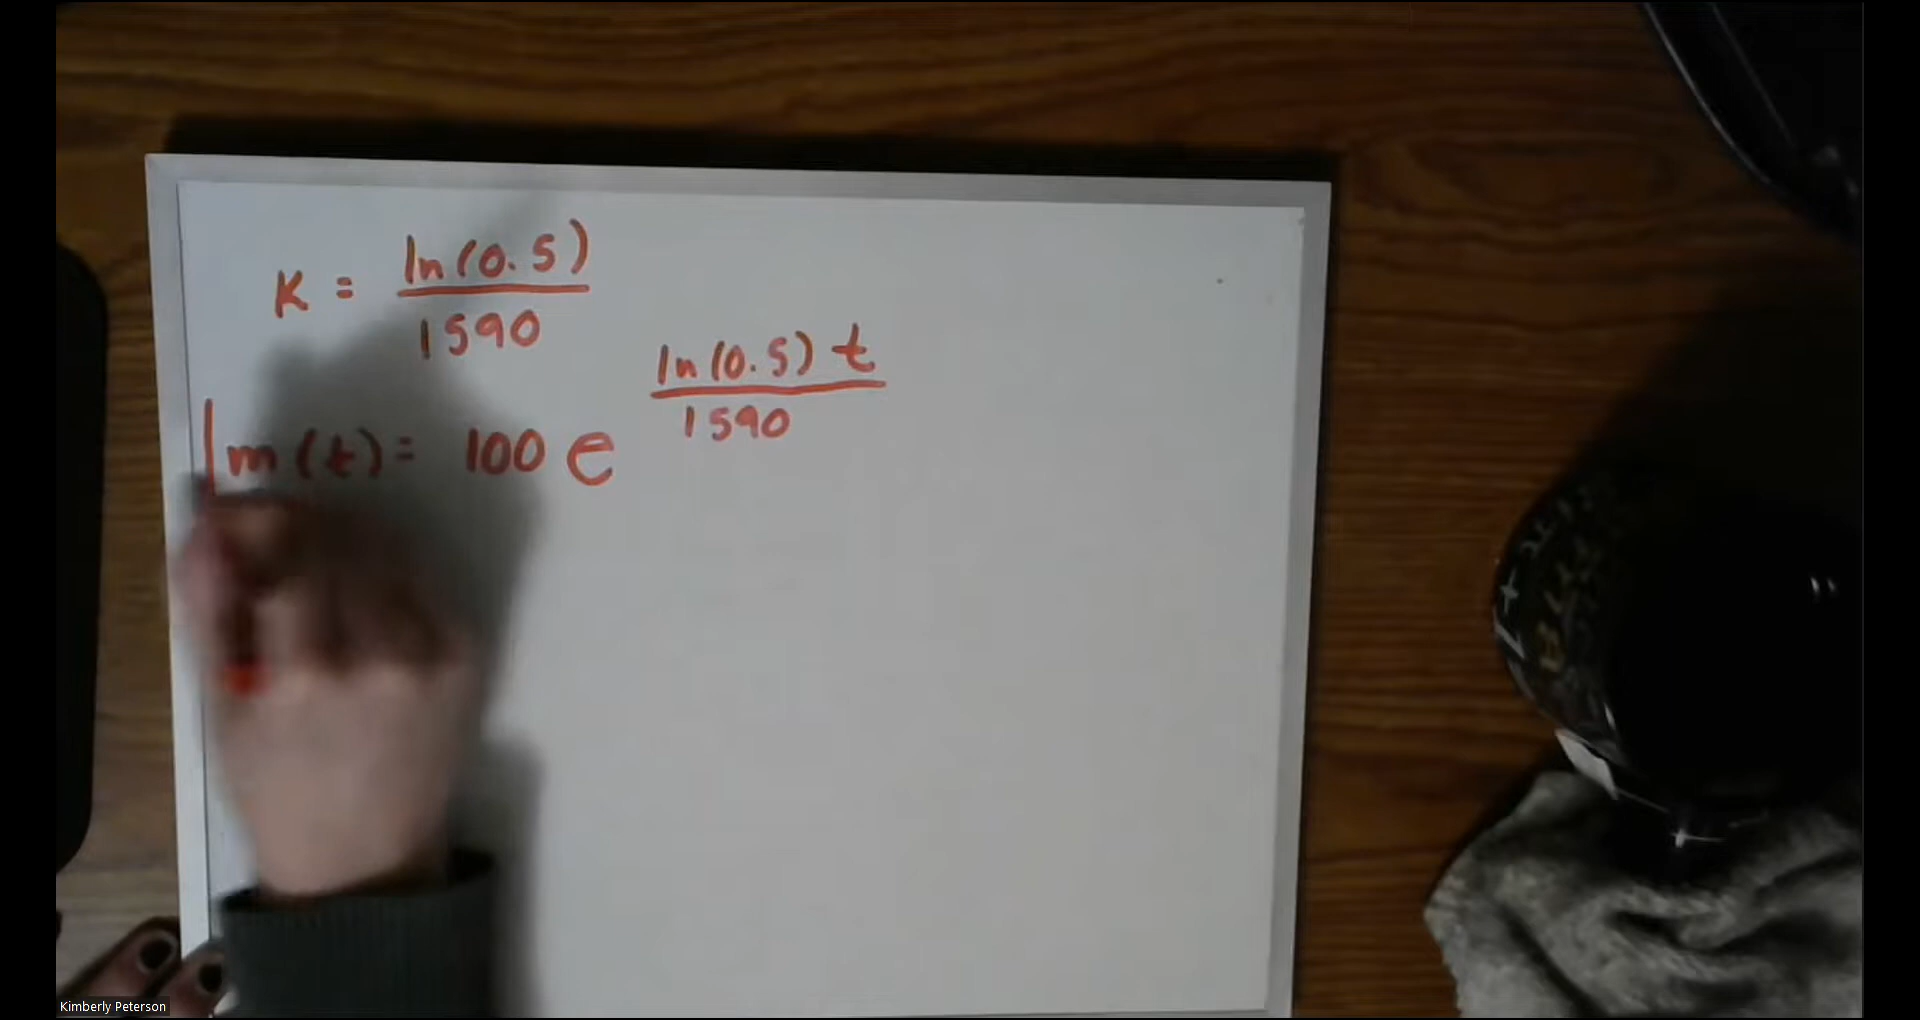 K = ln(0.5)
1590
ln(0.5) t
1590
m(t) = 100 e
Kimberly Peterson